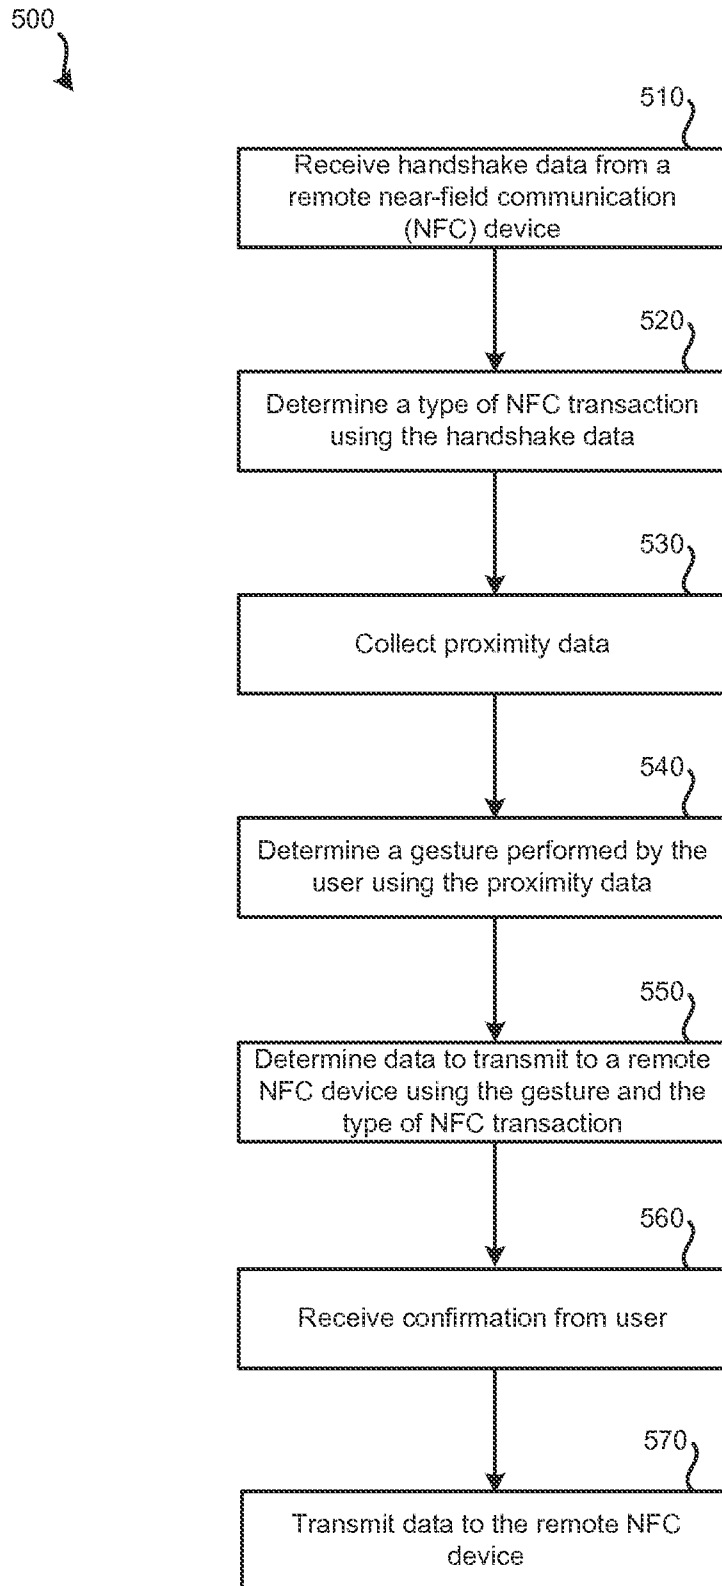 500
510
Receive handshake data from a
remote near-field communication
(NFC) device
520
Determine a type of NFC transaction
using the handshake data
530
Collect proximity data
540
Determine a gesture performed by the
user using the proximity data
550
Determine data to transmit to a remote
NFC device using the gesture and the
type of NFC transaction
560
Receive confirmation from user
570
Transmit data to the remote NFC
device